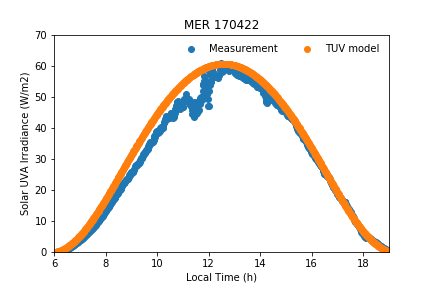 MER 170422
Measurement TUV model
70
60
50
40
30
20
10
0
Solar UVA Irradiance (W/m2)
6 8 10 12 14 16 18
Local Time (h)